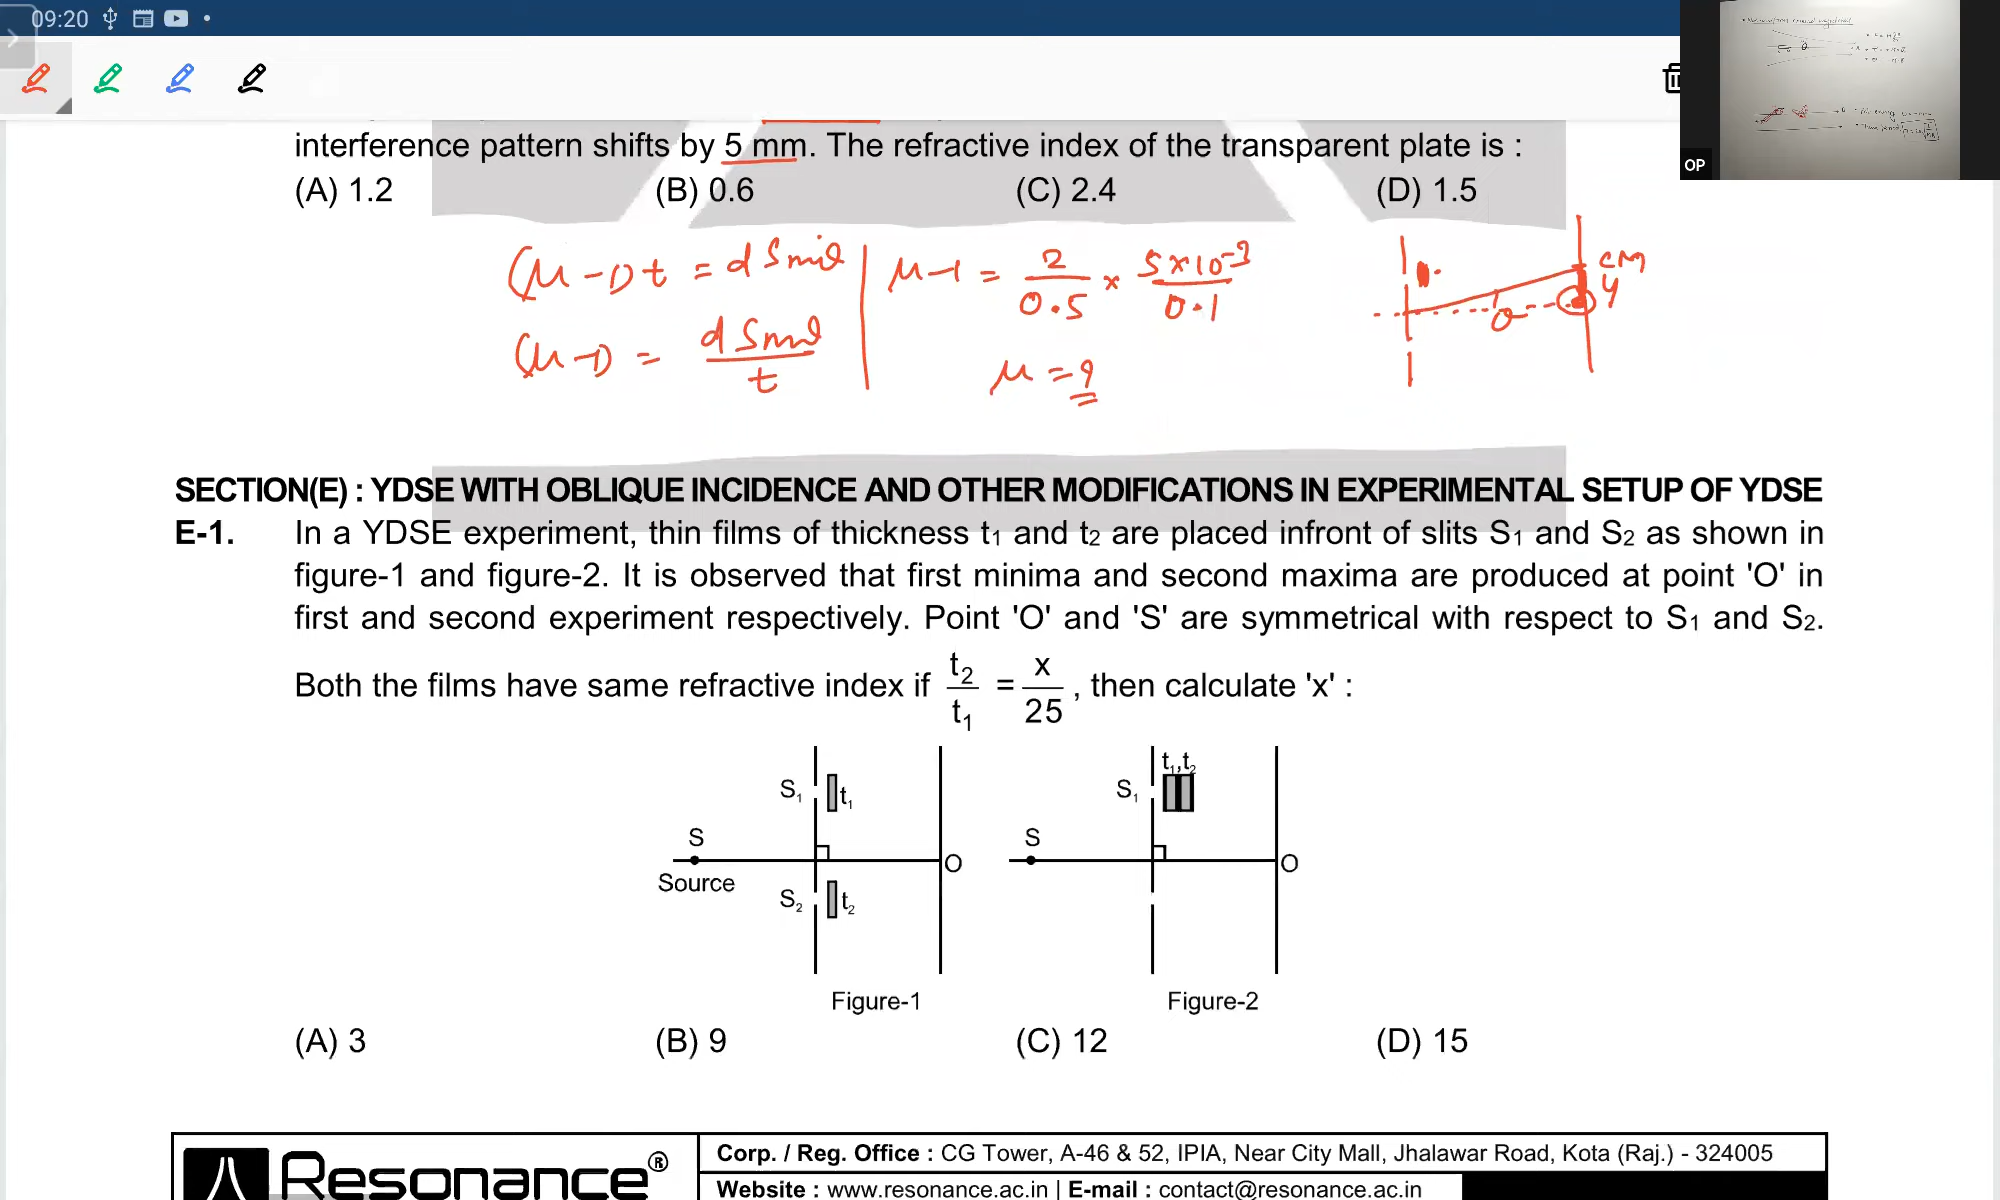 09:20
OP
interference pattern shifts by 5 mm. The refractive index of the transparent plate is :
(A) 1.2 (B) 0.6 (C) 2.4 (D) 1.5
(μ-1)t = d Sinθ
(μ-1) = d Sinθ / t
μ-1 = 2/0.5 × 5×10⁻³/0.1
μ = ?
cm
y
θ
SECTION(E) : YDSE WITH OBLIQUE INCIDENCE AND OTHER MODIFICATIONS IN EXPERIMENTAL SETUP OF YDSE
E-1. In a YDSE experiment, thin films of thickness t₁ and t₂ are placed infront of slits S₁ and S₂ as shown in
figure-1 and figure-2. It is observed that first minima and second maxima are produced at point 'O' in
first and second experiment respectively. Point 'O' and 'S' are symmetrical with respect to S₁ and S₂.
Both the films have same refractive index if t₂/t₁ = x/25 , then calculate 'x' :
S₁ t₁
S
Source
O
S₂ t₂
Figure-1
t₁,t₂
S₁
S
O
Figure-2
(A) 3 (B) 9 (C) 12 (D) 15
Resonance®
Corp. / Reg. Office : CG Tower, A-46 & 52, IPIA, Near City Mall, Jhalawar Road, Kota (Raj.) - 324005
Website : www.resonance.ac.in | E-mail : contact@resonance.ac.in